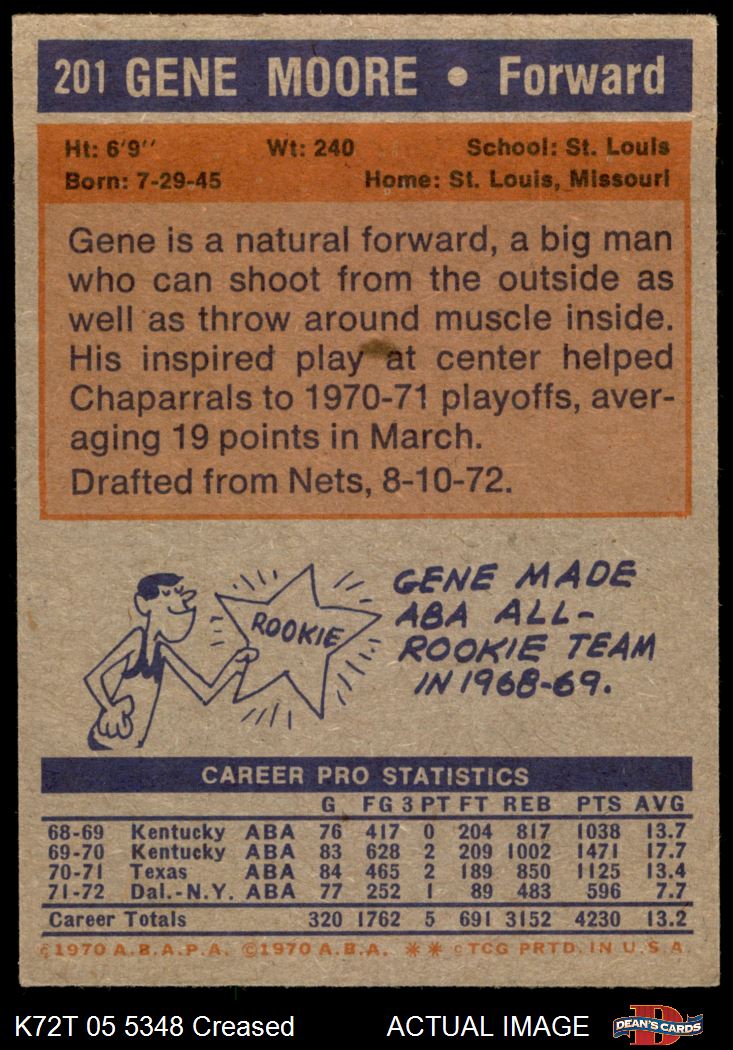 201 GENE MOORE • Forward
Ht: 6'9'' Wt: 240 School: St. Louis
Born: 7-29-45 Home: St. Louis, Missouri
Gene is a natural forward, a big man
who can shoot from the outside as
well as throw around muscle inside.
His inspired play at center helped
Chaparrals to 1970-71 playoffs, aver-
aging 19 points in March.
Drafted from Nets, 8-10-72.
ROOKIE
GENE MADE
ABA ALL-
ROOKIE TEAM
IN 1968-69.
CAREER PRO STATISTICS
G FG 3 PT FT REB PTS AVG
68-69 Kentucky ABA 76 417 0 204 817 1038 13.7
69-70 Kentucky ABA 83 628 2 209 1002 1471 17.7
70-71 Texas ABA 84 465 2 189 850 1125 13.4
71-72 Dal.-N.Y. ABA 77 252 1 89 483 596 7.7
Career Totals 320 1762 5 691 3152 4230 13.2
©1970 A.B.A.P.A. ©1970 A.B.A. ** ©TCG PRTD. IN U.S.A.
K72T 05 5348 Creased ACTUAL IMAGE DEAN'S CARDS